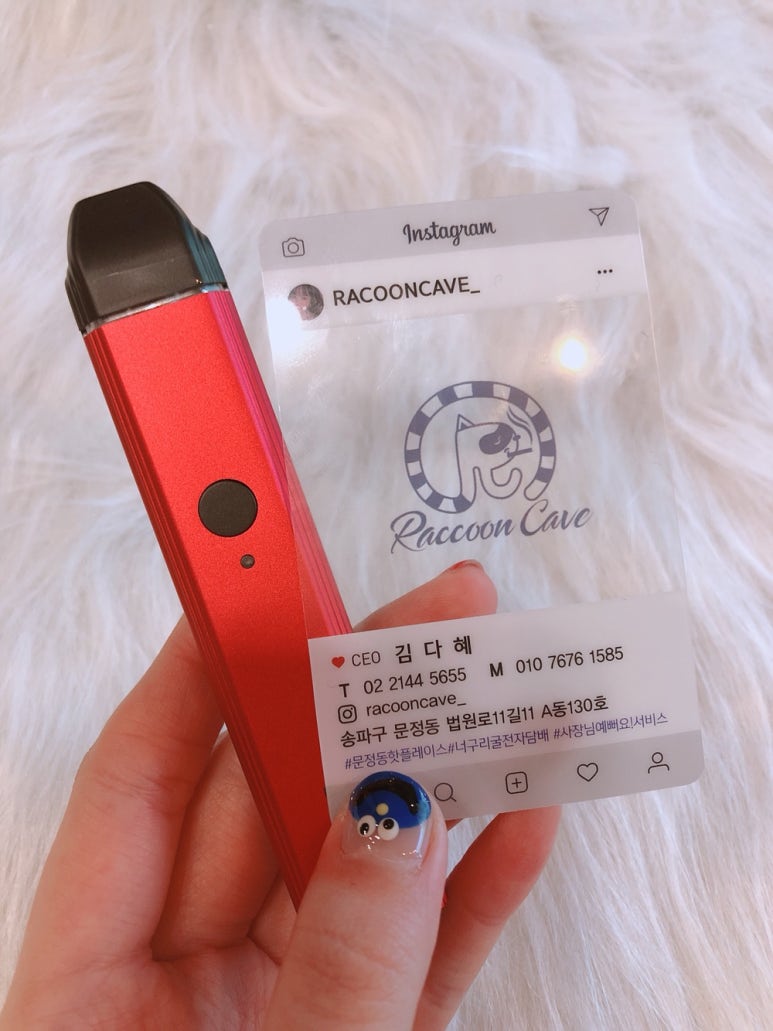 Instagram
RACOONCAVE_
Raccoon Cave
CEO 김다혜
T 02 2144 5655 M 010 7676 1585
racooncave_
송파구 문정동 법원로11길11 A동130호
#문정동핫플레이스#너구리굴전자담배 #사장님예뻐요!서비스